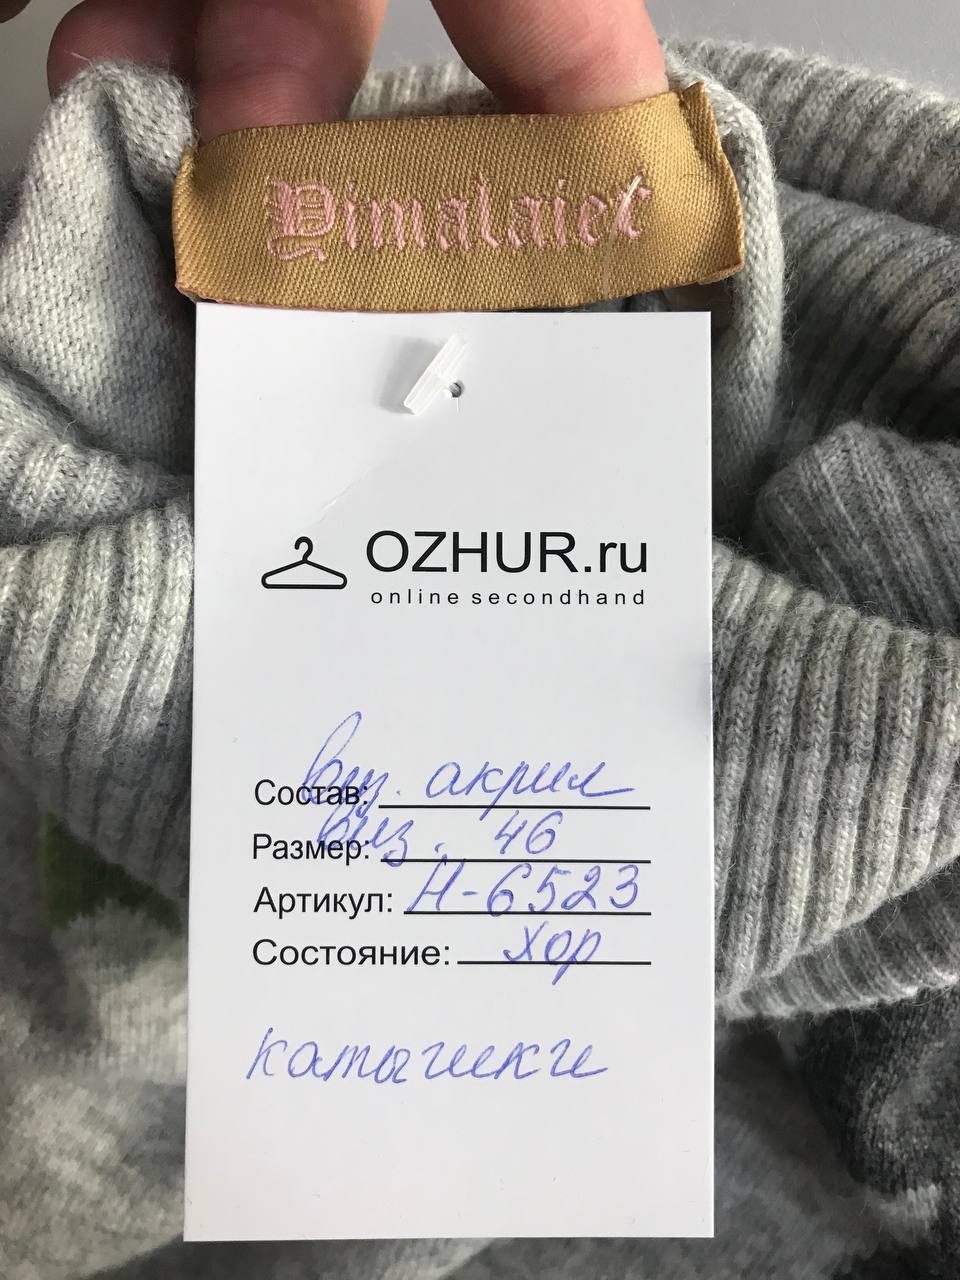 Dimalaiet
OZHUR.ru
online secondhand
Состав: виз. акрил
Размер: виз. 46
Артикул: Н-6523
Состояние: хор
катышки